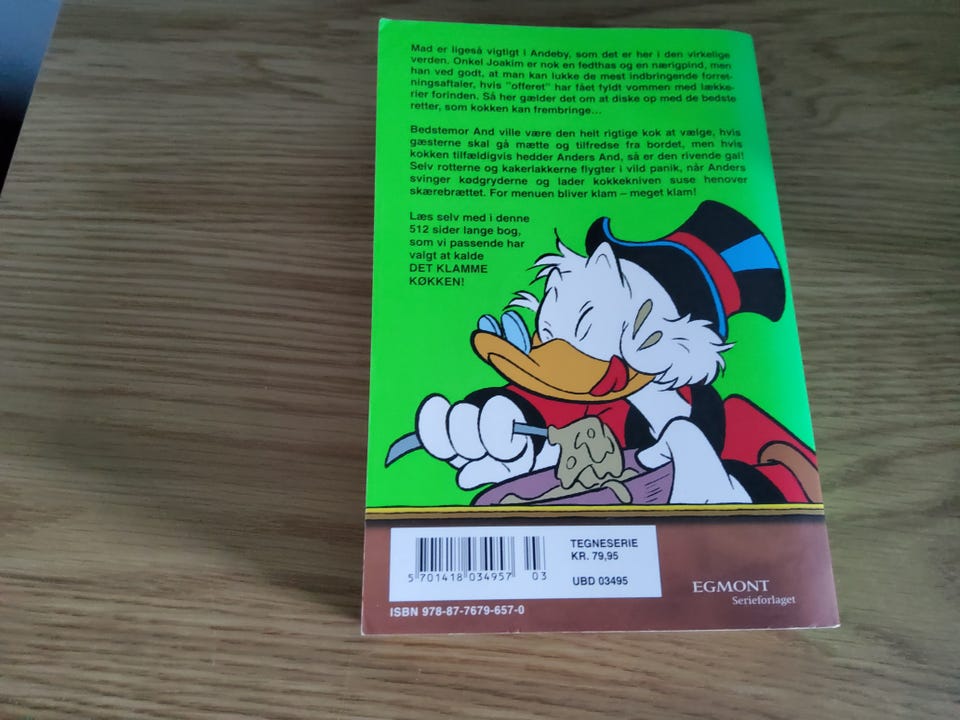 Mad er ligeså vigtigt i Andeby, som det er her i den virkelige
verden. Onkel Joakim er nok en fedthas og en nærigpind, men
han ved godt, at man kan lukke de mest indbringende forret-
ningsaftaler, hvis "offeret" har fået fyldt vommen med lække-
rier forinden. Så her gælder det om at diske op med de bedste
retter, som kokken kan frembringe...
Bedstemor And ville være den helt rigtige kok at vælge, hvis
gæsterne skal gå mætte og tilfredse fra bordet, men hvis
kokken tilfældigvis hedder Anders And, så er den rivende gal!
Selv rotterne og kakerlakkerne flygter i vild panik, når Anders
svinger kødgryderne og lader kokkekniven suse henover
skærebrættet. For menuen bliver klam – meget klam!
Læs selv med i denne
512 sider lange bog,
som vi passende har
valgt at kalde
DET KLAMME
KØKKEN!
TEGNESERIE
KR. 79,95
UBD 03495
5 701418 034957 03
ISBN 978-87-7679-657-0
EGMONT
Serieforlaget